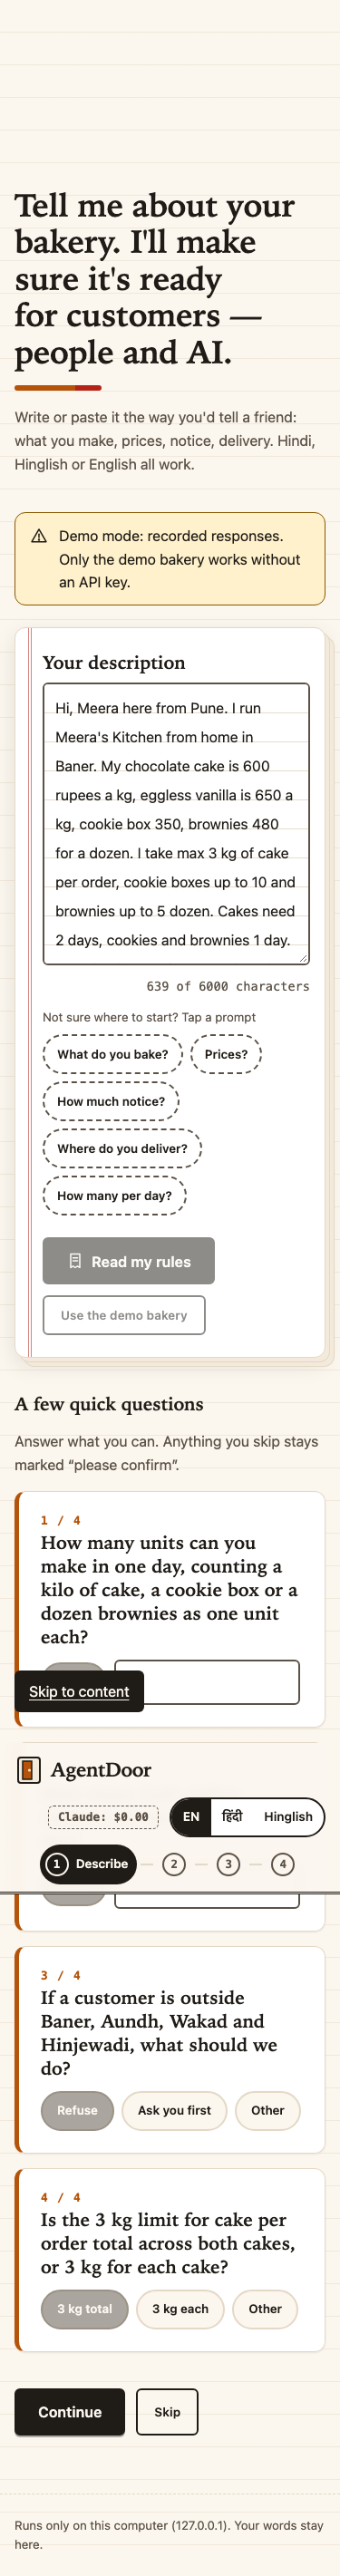 Tell me about your
bakery. I'll make
sure it's ready
for customers —
people and AI.
Write or paste it the way you'd tell a friend:
what you make, prices, notice, delivery. Hindi,
Hinglish or English all work.
Demo mode: recorded responses.
Only the demo bakery works without
an API key.
Your description
Hi, Meera here from Pune. I run
Meera's Kitchen from home in
Baner. My chocolate cake is 600
rupees a kg, eggless vanilla is 650 a
kg, cookie box 350, brownies 480
for a dozen. I take max 3 kg of cake
per order, cookie boxes up to 10 and
brownies up to 5 dozen. Cakes need
2 days, cookies and brownies 1 day.
639 of 6000 characters
Not sure where to start? Tap a prompt
What do you bake? Prices?
How much notice?
Where do you deliver?
How many per day?
Read my rules
Use the demo bakery
A few quick questions
Answer what you can. Anything you skip stays
marked “please confirm”.
1 / 4
How many units can you
make in one day, counting a
kilo of cake, a cookie box or a
dozen brownies as one unit
each?
Skip to content
AgentDoor
Claude: $0.00 EN हिंदी Hinglish
1 Describe 2 3 4
3 / 4
If a customer is outside
Baner, Aundh, Wakad and
Hinjewadi, what should we
do?
Refuse Ask you first Other
4 / 4
Is the 3 kg limit for cake per
order total across both cakes,
or 3 kg for each cake?
3 kg total 3 kg each Other
Continue Skip
Runs only on this computer (127.0.0.1). Your words stay
here.